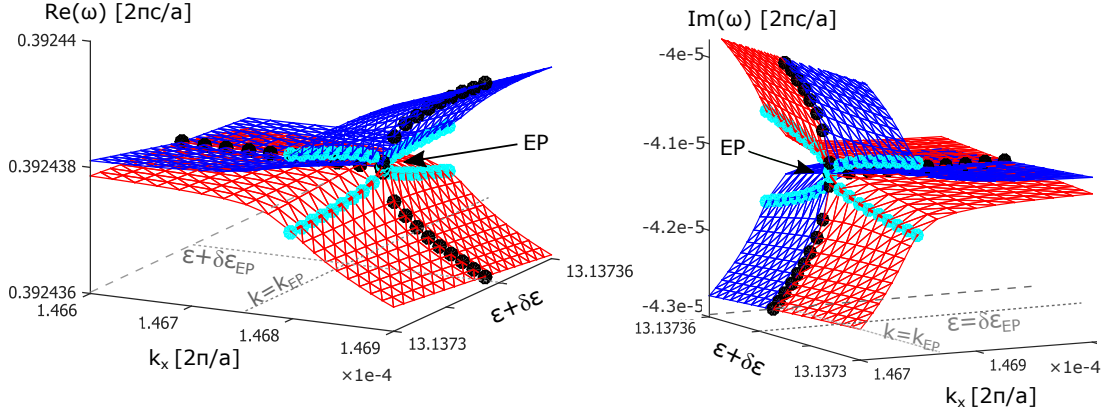 Re(ω) [2πc/a]
0.39244
0.392438
0.392436
1.466
1.467
1.468
1.469
×1e-4
kₓ [2π/a]
13.1373
13.13736
ε+δε
ε+δε_EP
k=k_EP
EP
Im(ω) [2πc/a]
-4e-5
-4.1e-5
-4.2e-5
-4.3e-5
13.13736
13.1373
ε+δε
1.467
1.469
×1e-4
kₓ [2π/a]
k=k_EP
ε=δε_EP
EP